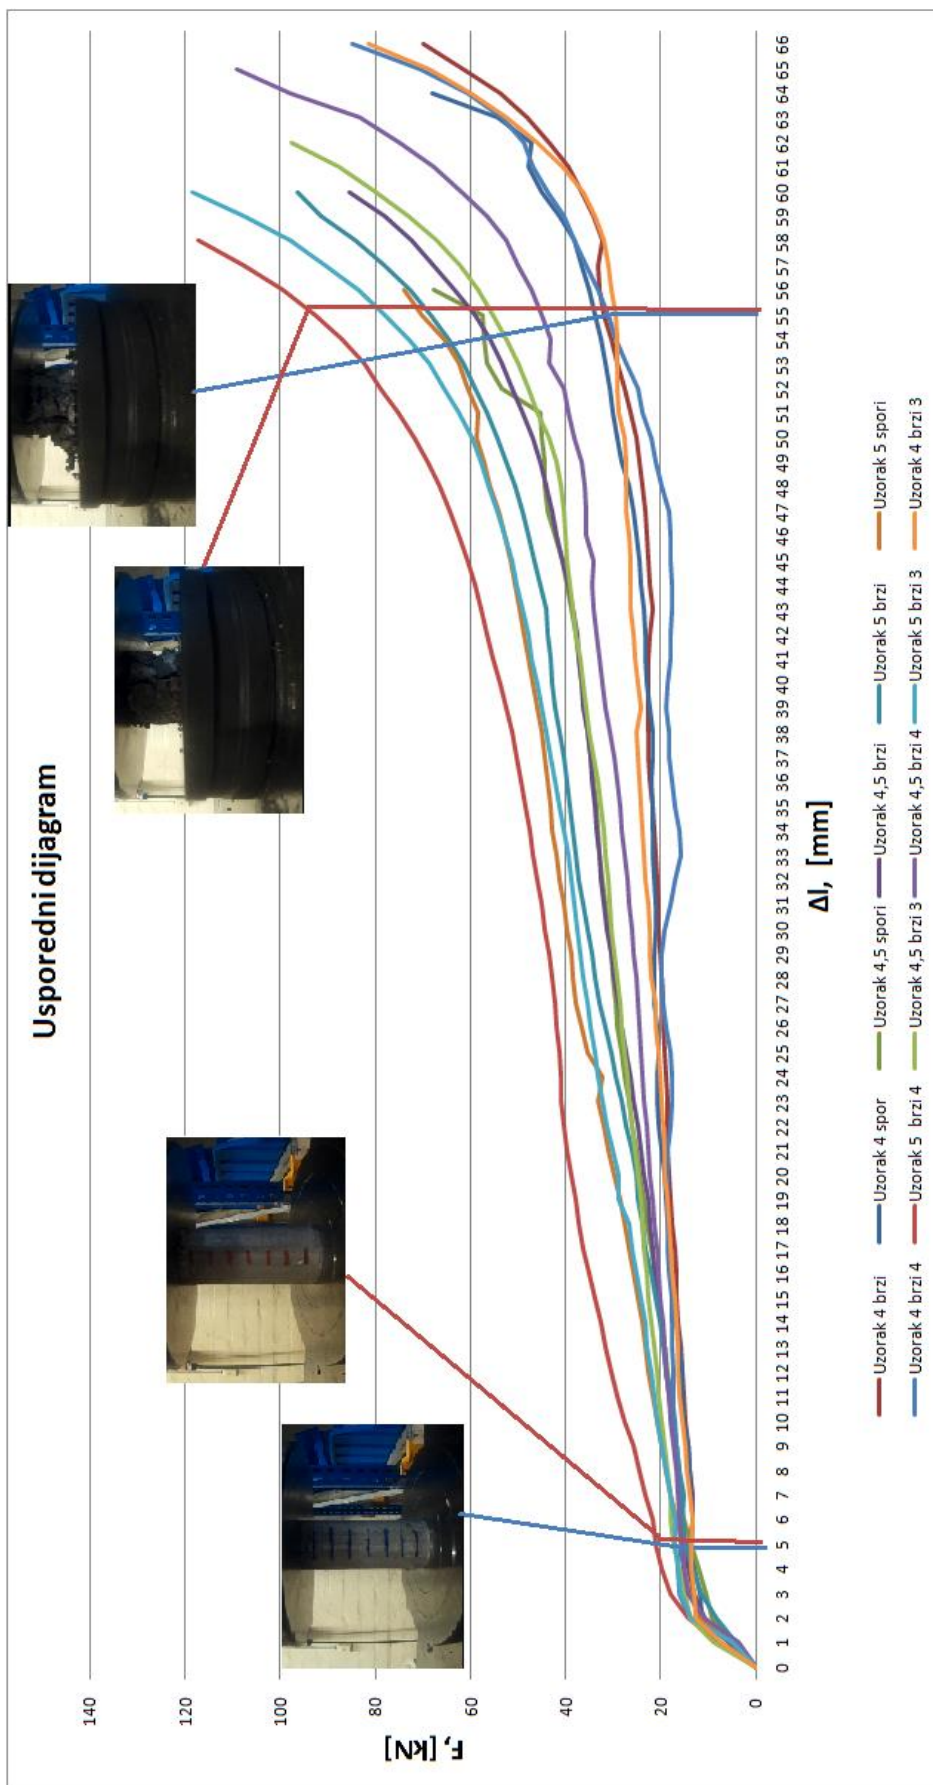 Usporedni dijagram
F, [kN]
140
120
100
80
60
40
20
0
0 1 2 3 4 5 6 7 8 9 10 11 12 13 14 15 16 17 18 19 20 21 22 23 24 25 26 27 28 29 30 31 32 33 34 35 36 37 38 39 40 41 42 43 44 45 46 47 48 49 50 51 52 53 54 55 56 57 58 59 60 61 62 63 64 65 66
Δl, [mm]
Uzorak 4 brzi Uzorak 4 spor Uzorak 4,5 spori Uzorak 4,5 brzi Uzorak 5 brzi Uzorak 5 spori
Uzorak 4 brzi 4 Uzorak 5 brzi 4 Uzorak 4,5 brzi 3 Uzorak 4,5 brzi 4 Uzorak 5 brzi 3 Uzorak 4 brzi 3